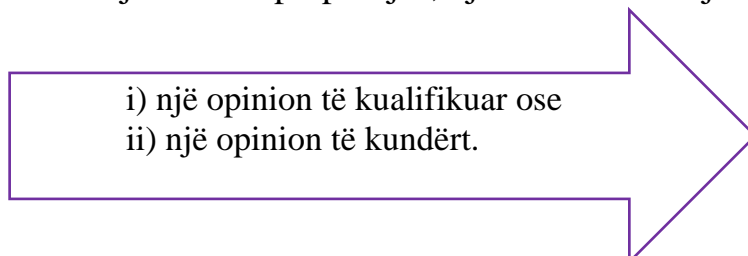 i) një opinion të kualifikuar ose
ii) një opinion të kundërt.